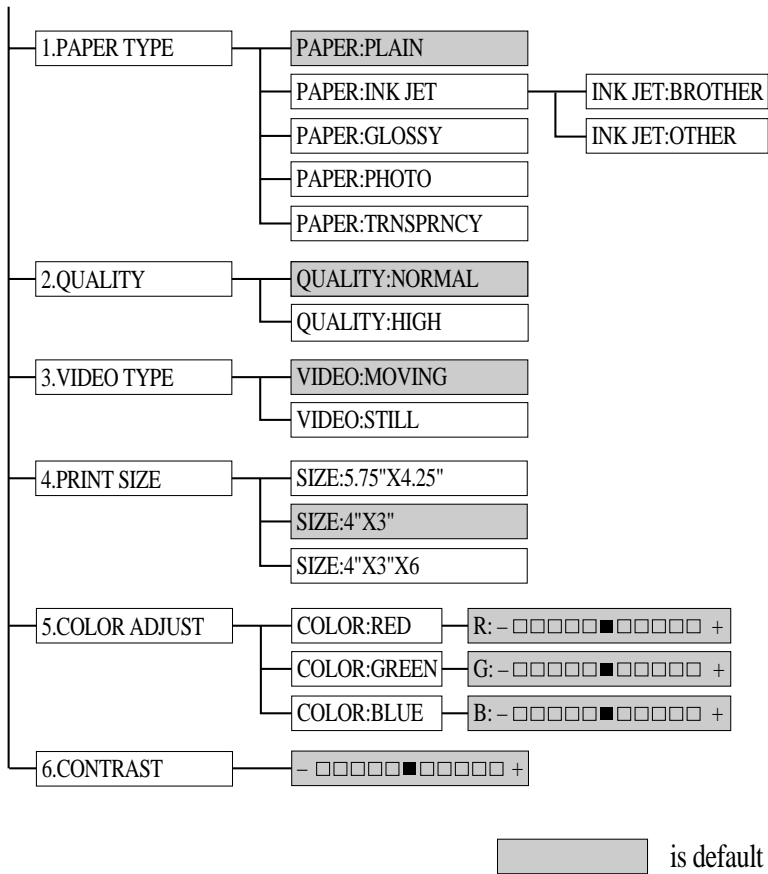 1.PAPER TYPE
PAPER:PLAIN
PAPER:INK JET
INK JET:BROTHER
INK JET:OTHER
PAPER:GLOSSY
PAPER:PHOTO
PAPER:TRNSPRNCY
2.QUALITY
QUALITY:NORMAL
QUALITY:HIGH
3.VIDEO TYPE
VIDEO:MOVING
VIDEO:STILL
4.PRINT SIZE
SIZE:5.75"X4.25"
SIZE:4"X3"
SIZE:4"X3"X6
5.COLOR ADJUST
COLOR:RED
R: – □□□□□■□□□□□ +
COLOR:GREEN
G: – □□□□□■□□□□□ +
COLOR:BLUE
B: – □□□□□■□□□□□ +
6.CONTRAST
– □□□□□■□□□□□ +
is default